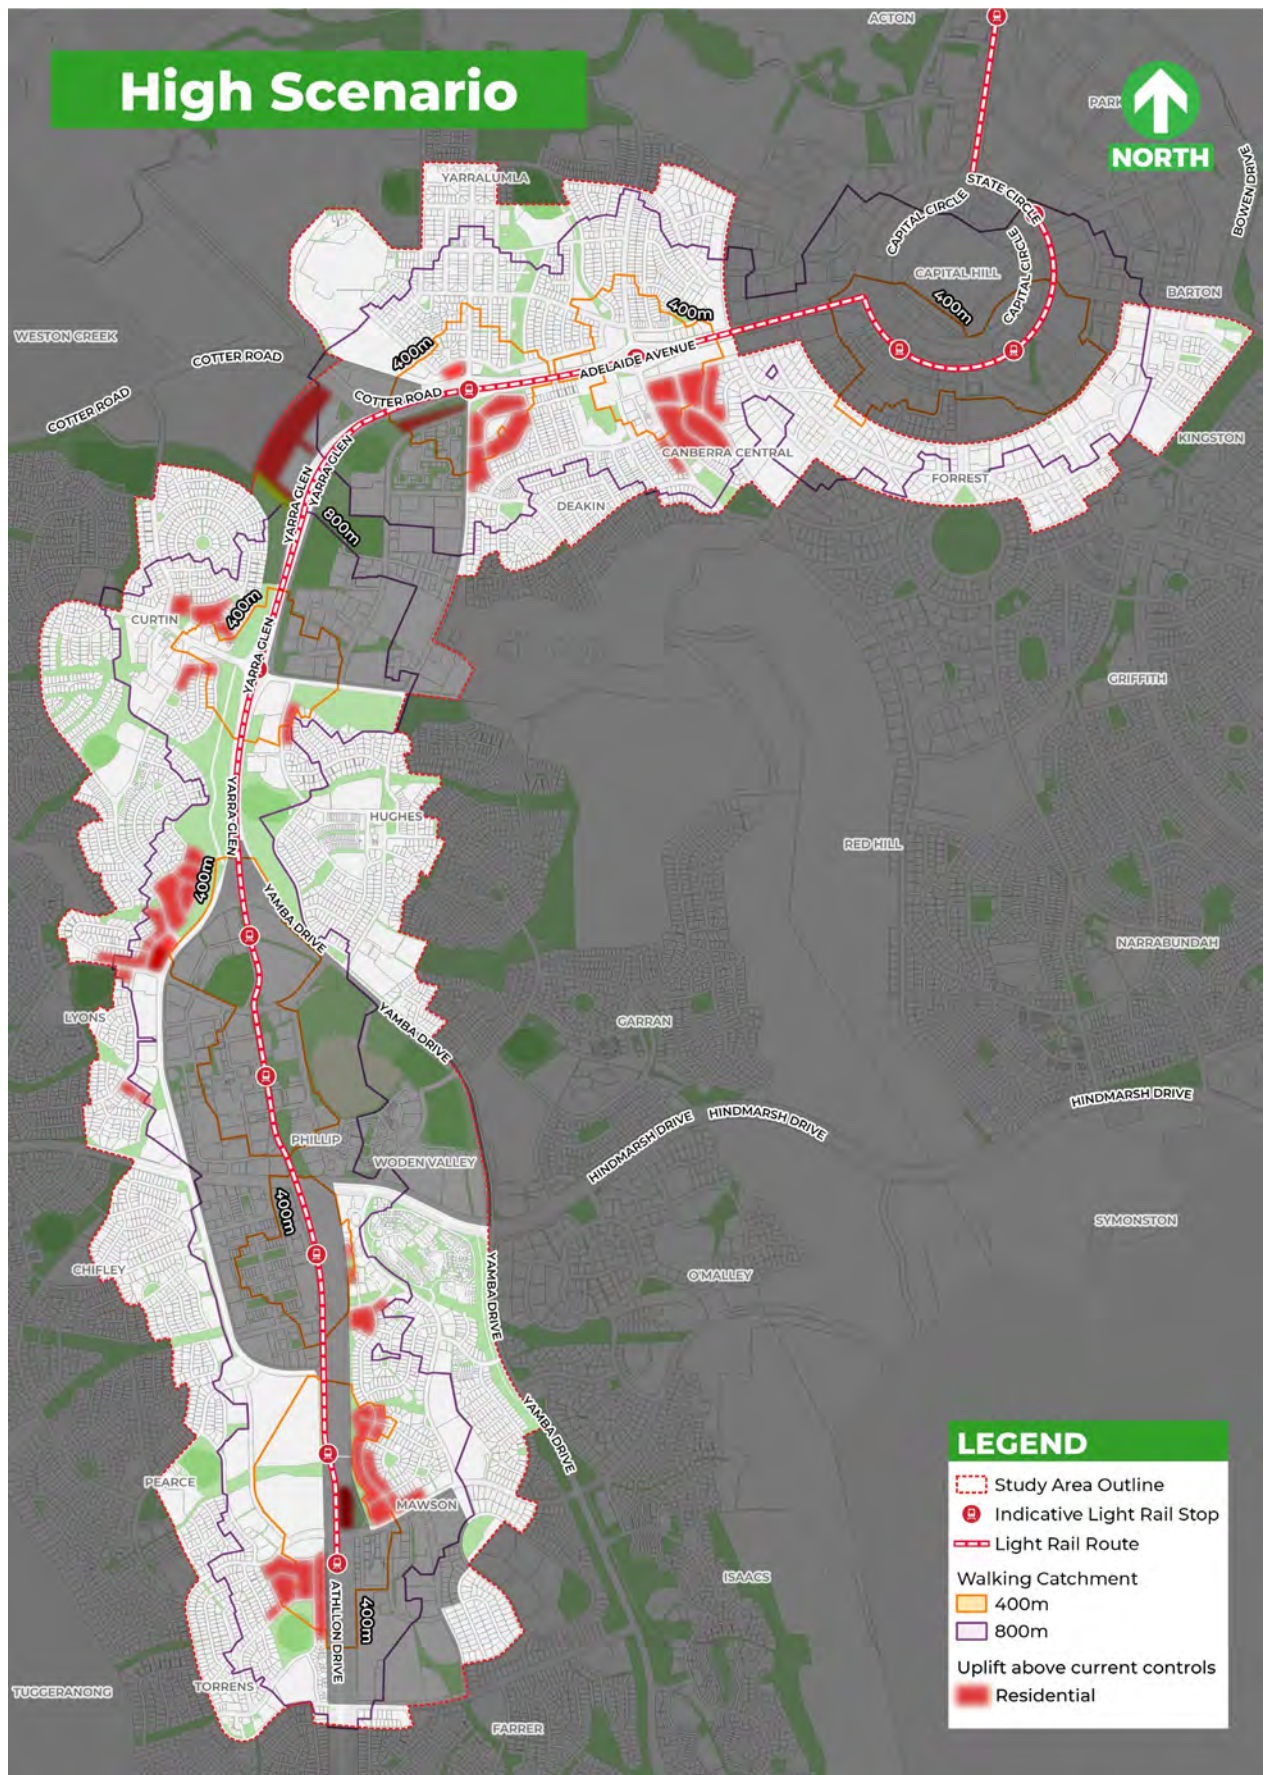 High Scenario
ACTON
PARK
NORTH
BOWEN DRIVE
YARRALUMLA
STATE CIRCLE
CAPITAL CIRCLE
CAPITAL CIRCLE
CAPITAL HILL
BARTON
400m
400m
400m
WESTON CREEK
COTTER ROAD
ADELAIDE AVENUE
COTTER ROAD
COTTER ROAD
KINGSTON
CANBERRA CENTRAL
FORREST
YARRA GLEN
YARRA GLEN
DEAKIN
800m
400m
CURTIN
YARRA GLEN
GRIFFITH
YARRA GLEN
HUGHES
RED HILL
400m
YAMBA DRIVE
NARRABUNDAH
LYONS
YAMBA DRIVE
GARRAN
HINDMARSH DRIVE
HINDMARSH DRIVE
HINDMARSH DRIVE
PHILLIP
WODEN VALLEY
400m
SYMONSTON
CHIFLEY
YAMBA DRIVE
O'MALLEY
YAMBA DRIVE
PEARCE
MAWSON
ISAACS
ATHLLON DRIVE
400m
TORRENS
TUGGERANONG
FARRER
LEGEND
Study Area Outline
Indicative Light Rail Stop
Light Rail Route
Walking Catchment
400m
800m
Uplift above current controls
Residential